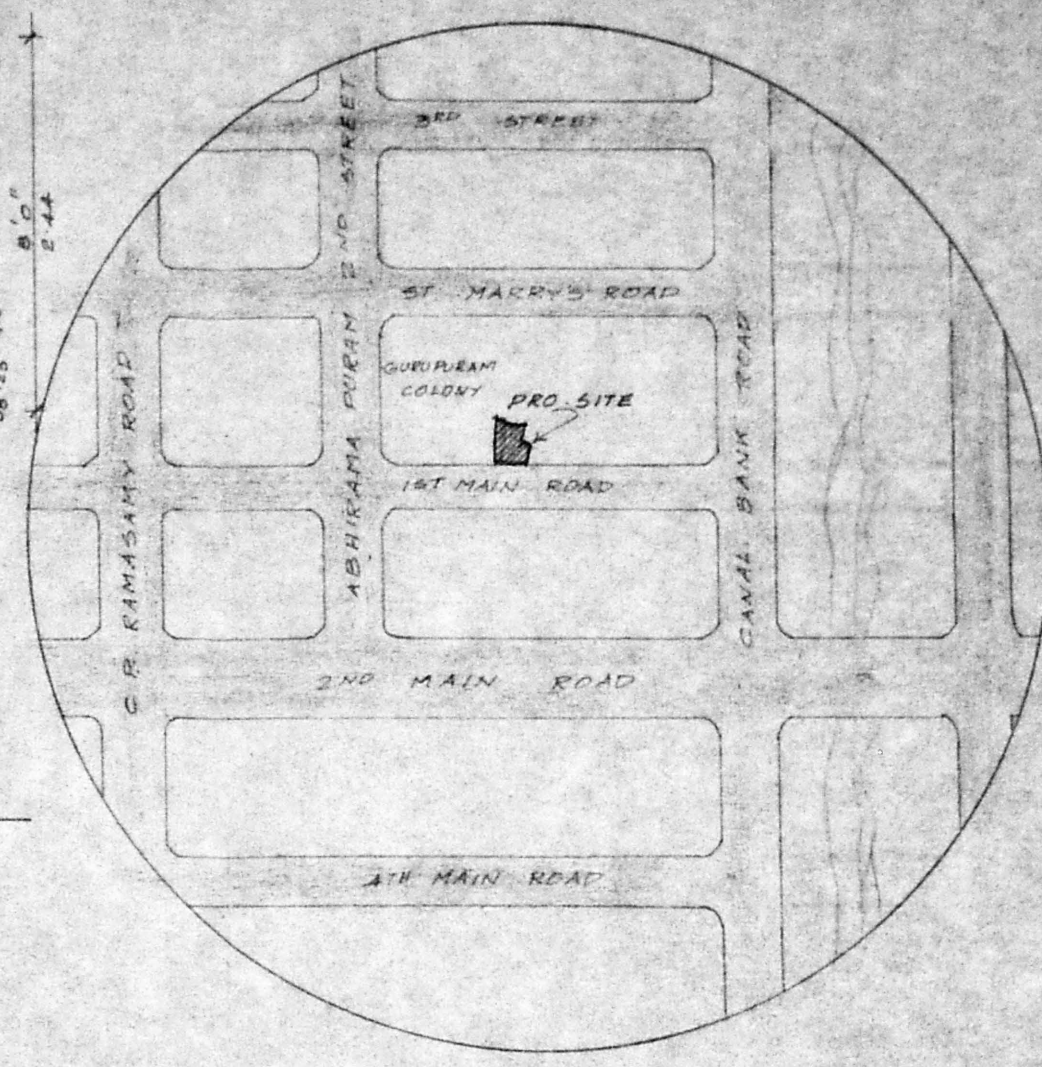 8'0"
2.44
3RD STREET
ABHIRAMA PURAM 2ND STREET
ST MARRY'S ROAD
GURUPURAM
COLONY
PRO. SITE
1ST MAIN ROAD
C P. RAMASAMY ROAD
CANAL BANK ROAD
2ND MAIN ROAD
4TH MAIN ROAD